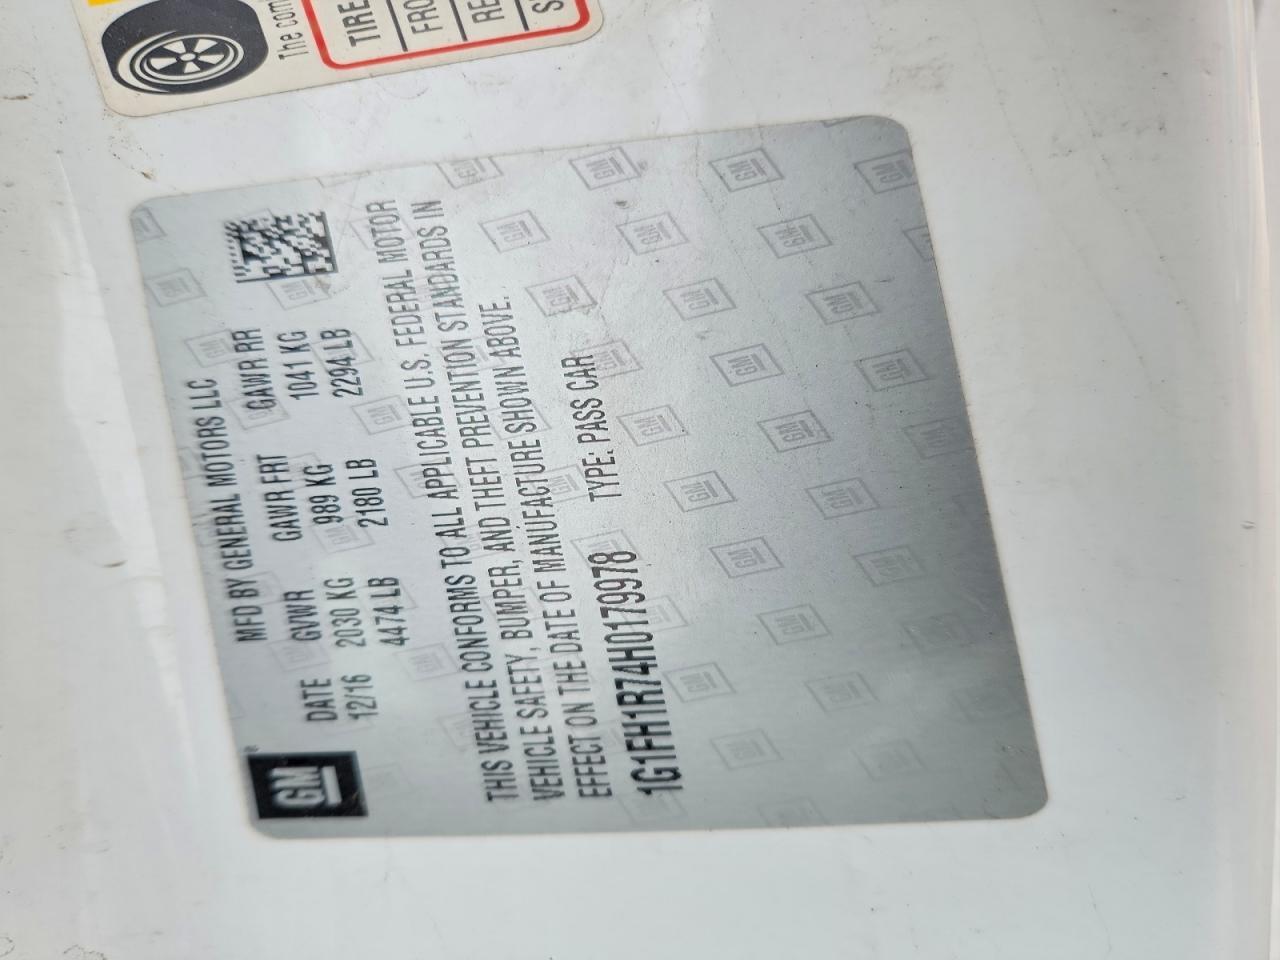 The com
TIRE
FRO
RE
S
GM
MFD BY GENERAL MOTORS LLC
DATE GVWR GAWR FRT GAWR RR
12/16 2030 KG 989 KG 1041 KG
4474 LB 2180 LB 2294 LB
THIS VEHICLE CONFORMS TO ALL APPLICABLE U.S. FEDERAL MOTOR
VEHICLE SAFETY, BUMPER, AND THEFT PREVENTION STANDARDS IN
EFFECT ON THE DATE OF MANUFACTURE SHOWN ABOVE.
1G1FH1R74H0179978 TYPE: PASS CAR